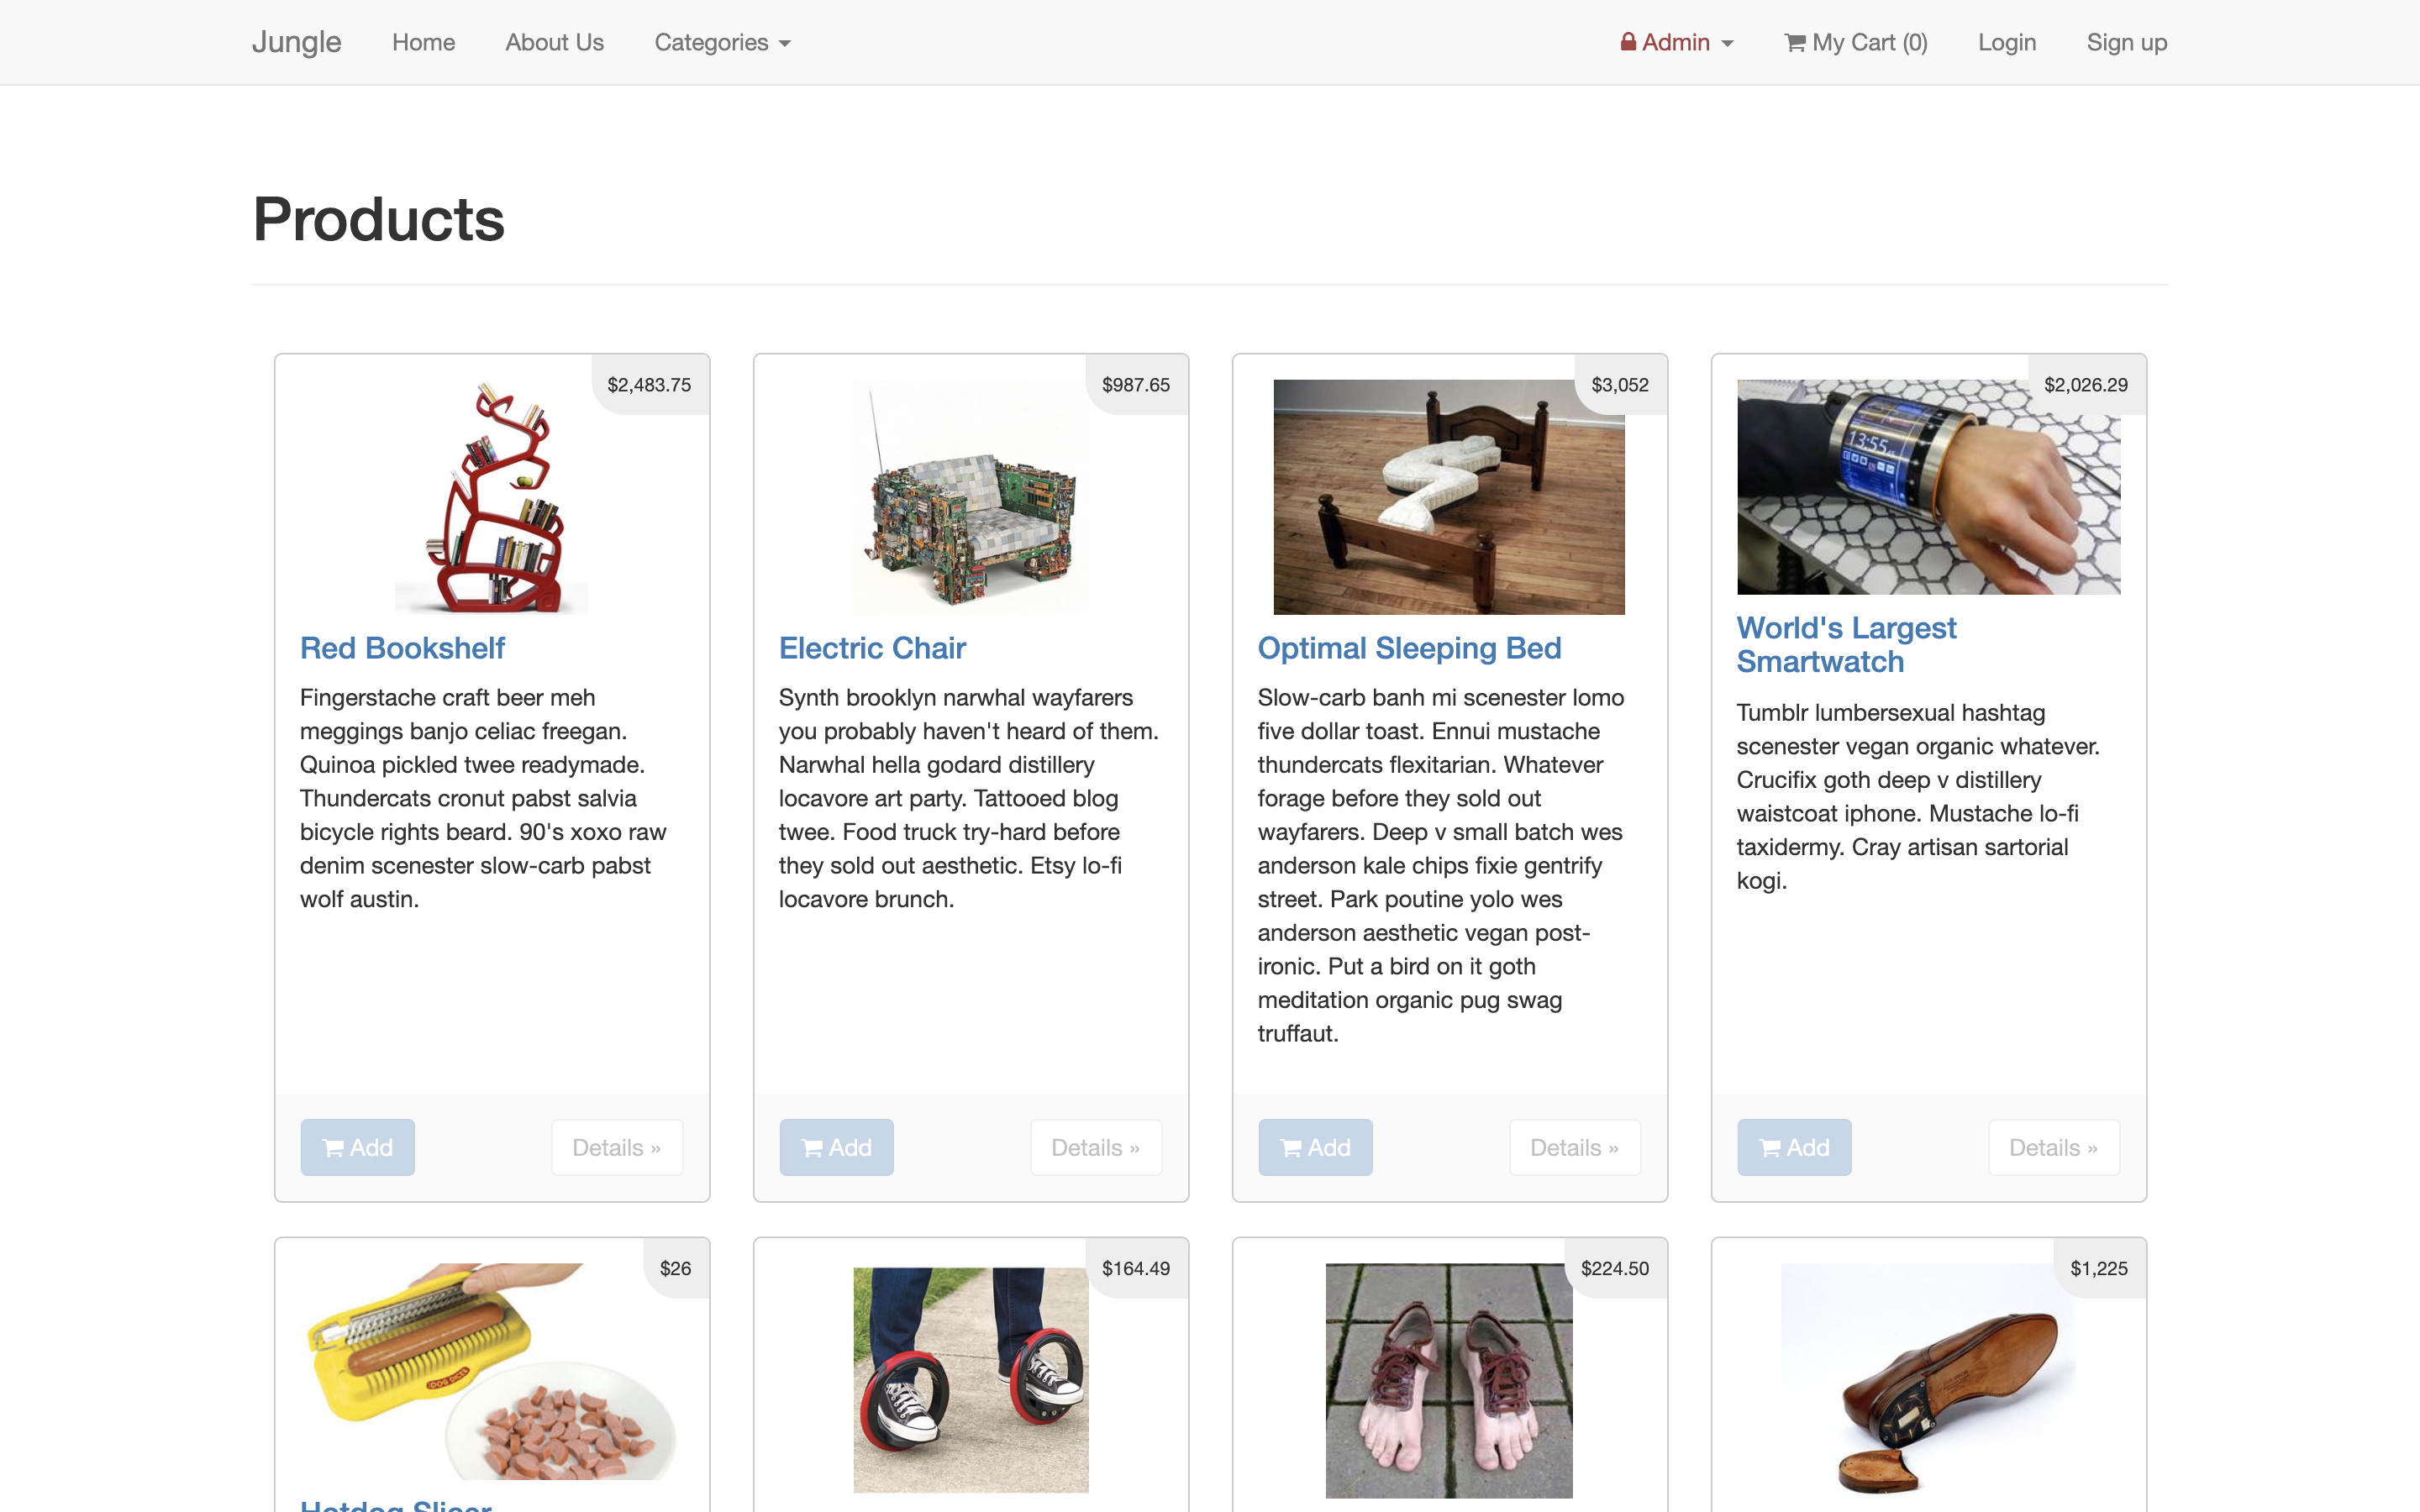 Jungle Home About Us Categories Admin My Cart (0) Login Sign up
Products
$2,483.75
Red Bookshelf
Fingerstache craft beer meh
meggings banjo celiac freegan.
Quinoa pickled twee readymade.
Thundercats cronut pabst salvia
bicycle rights beard. 90's xoxo raw
denim scenester slow-carb pabst
wolf austin.
Add Details »
$987.65
Electric Chair
Synth brooklyn narwhal wayfarers
you probably haven't heard of them.
Narwhal hella godard distillery
locavore art party. Tattooed blog
twee. Food truck try-hard before
they sold out aesthetic. Etsy lo-fi
locavore brunch.
Add Details »
$3,052
Optimal Sleeping Bed
Slow-carb banh mi scenester lomo
five dollar toast. Ennui mustache
thundercats flexitarian. Whatever
forage before they sold out
wayfarers. Deep v small batch wes
anderson kale chips fixie gentrify
street. Park poutine yolo wes
anderson aesthetic vegan post-
ironic. Put a bird on it goth
meditation organic pug swag
truffaut.
Add Details »
$2,026.29
13:55
World's Largest
Smartwatch
Tumblr lumbersexual hashtag
scenester vegan organic whatever.
Crucifix goth deep v distillery
waistcoat iphone. Mustache lo-fi
taxidermy. Cray artisan sartorial
kogi.
Add Details »
$26
DOG DICER
Hotdog Slicer
$164.49
$224.50
$1,225